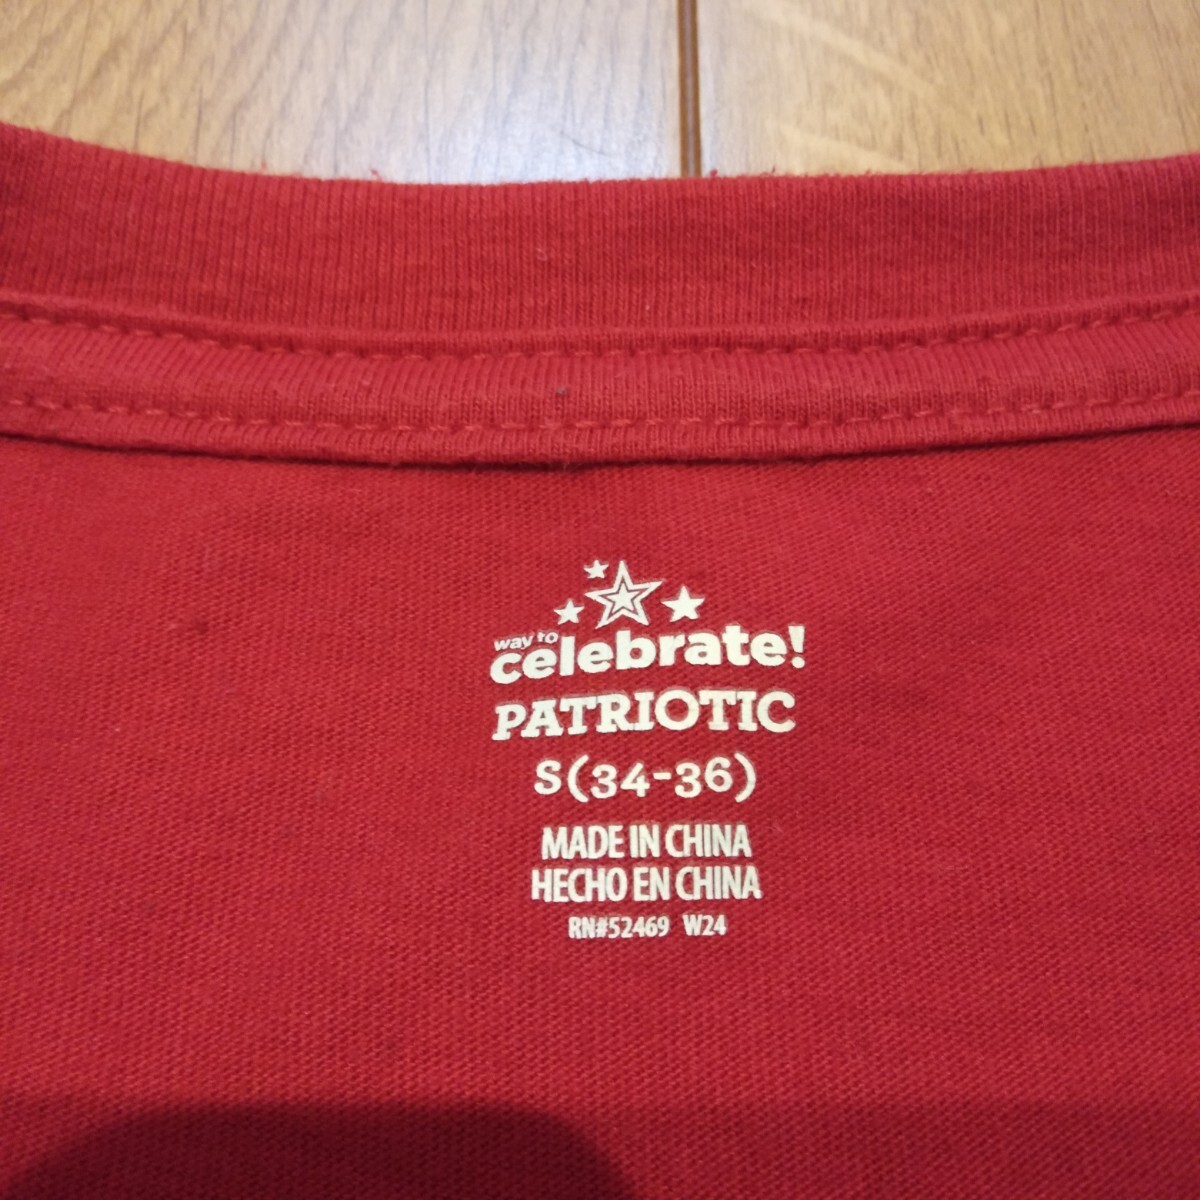 way to
celebrate!
PATRIOTIC
S(34-36)
MADE IN CHINA
HECHO EN CHINA
RN#52469 W24